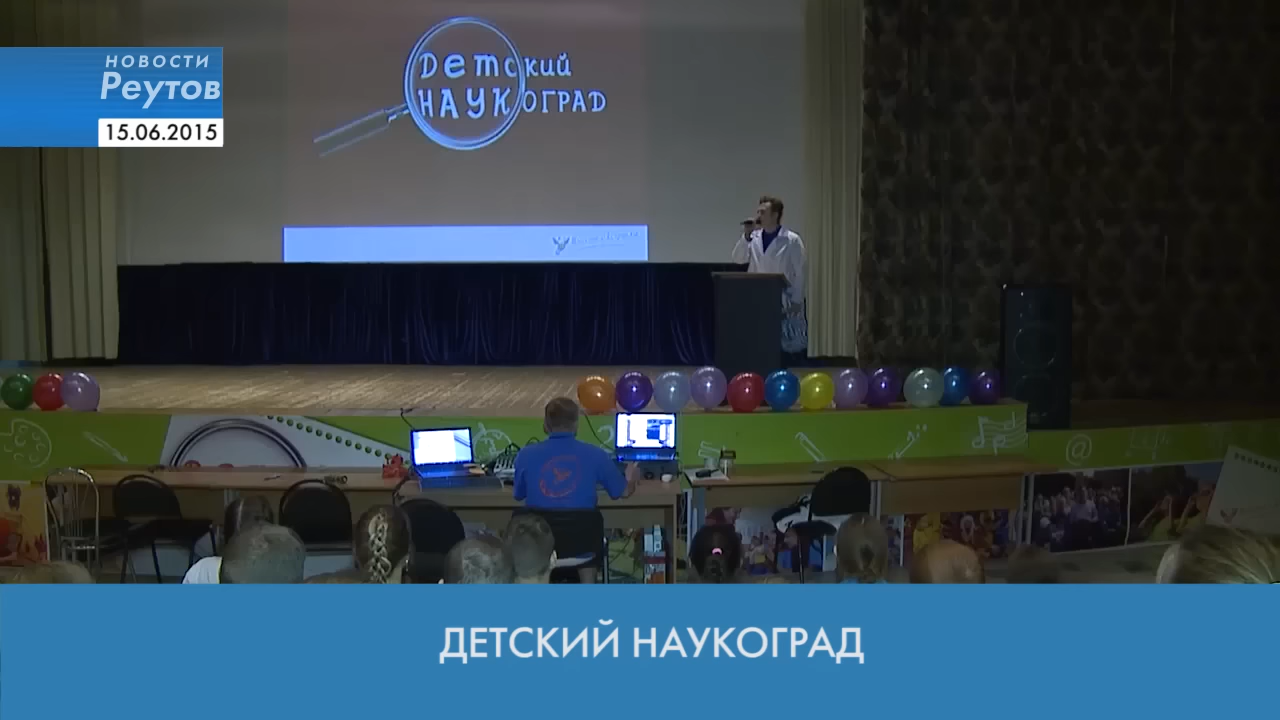 НОВОСТИ
Реутов
15.06.2015
Детский
НАУКОГРАД
@
ДЕТСКИЙ НАУКОГРАД